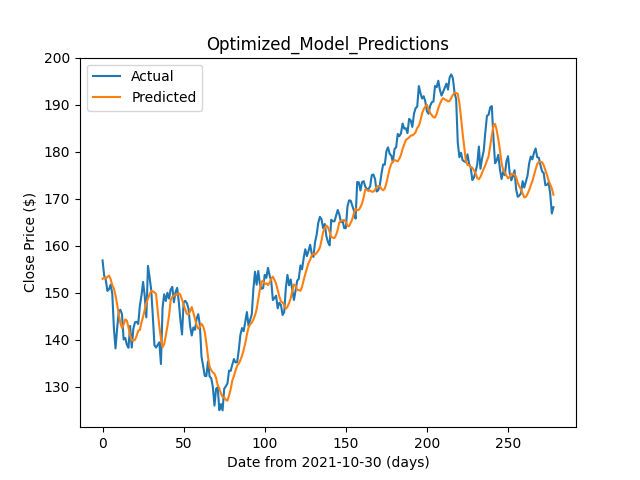 Optimized_Model_Predictions
Actual
Predicted
Close Price ($)
200
190
180
170
160
150
140
130
0 50 100 150 200 250
Date from 2021-10-30 (days)